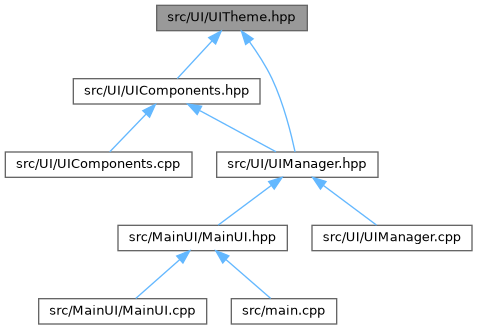 src/UI/UITheme.hpp
src/UI/UIComponents.hpp
src/UI/UIComponents.cpp
src/UI/UIManager.hpp
src/MainUI/MainUI.hpp
src/UI/UIManager.cpp
src/MainUI/MainUI.cpp
src/main.cpp